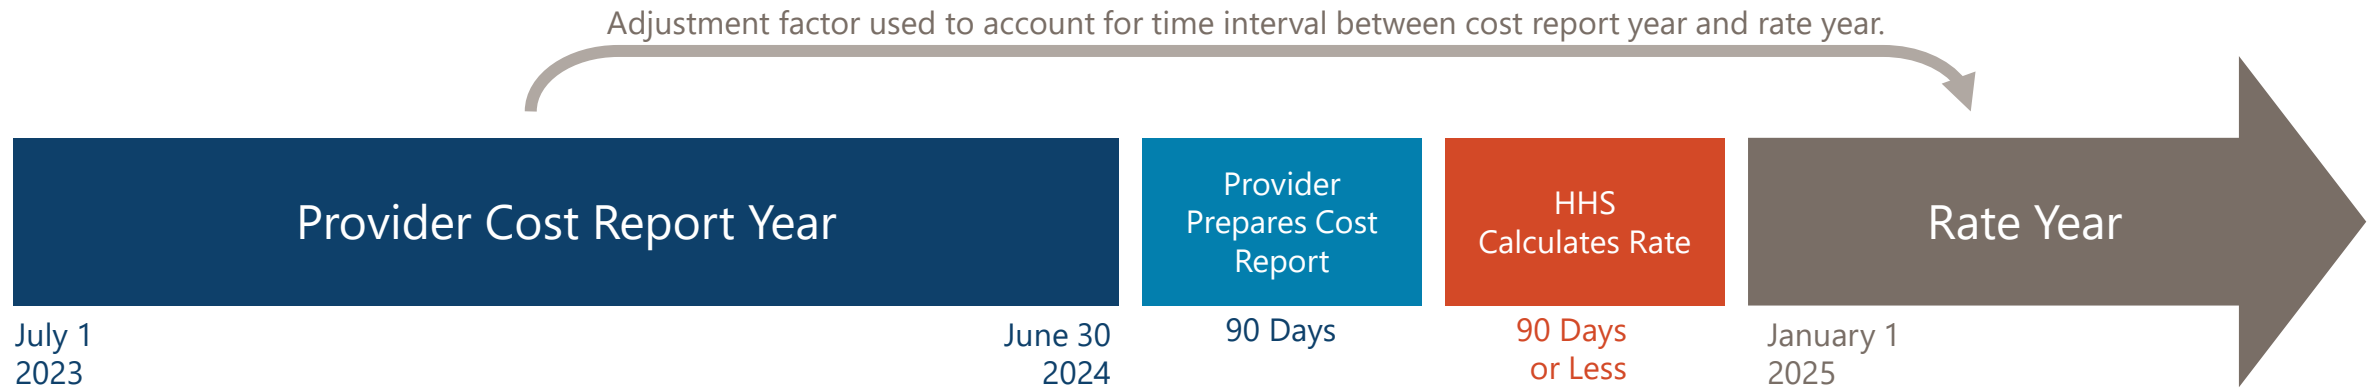 Adjustment factor used to account for time interval between cost report year and rate year.
Provider Cost Report Year
Provider
Prepares Cost
Report
HHS
Calculates Rate
Rate Year
July 1
2023
June 30
2024
90 Days
90 Days
or Less
January 1
2025